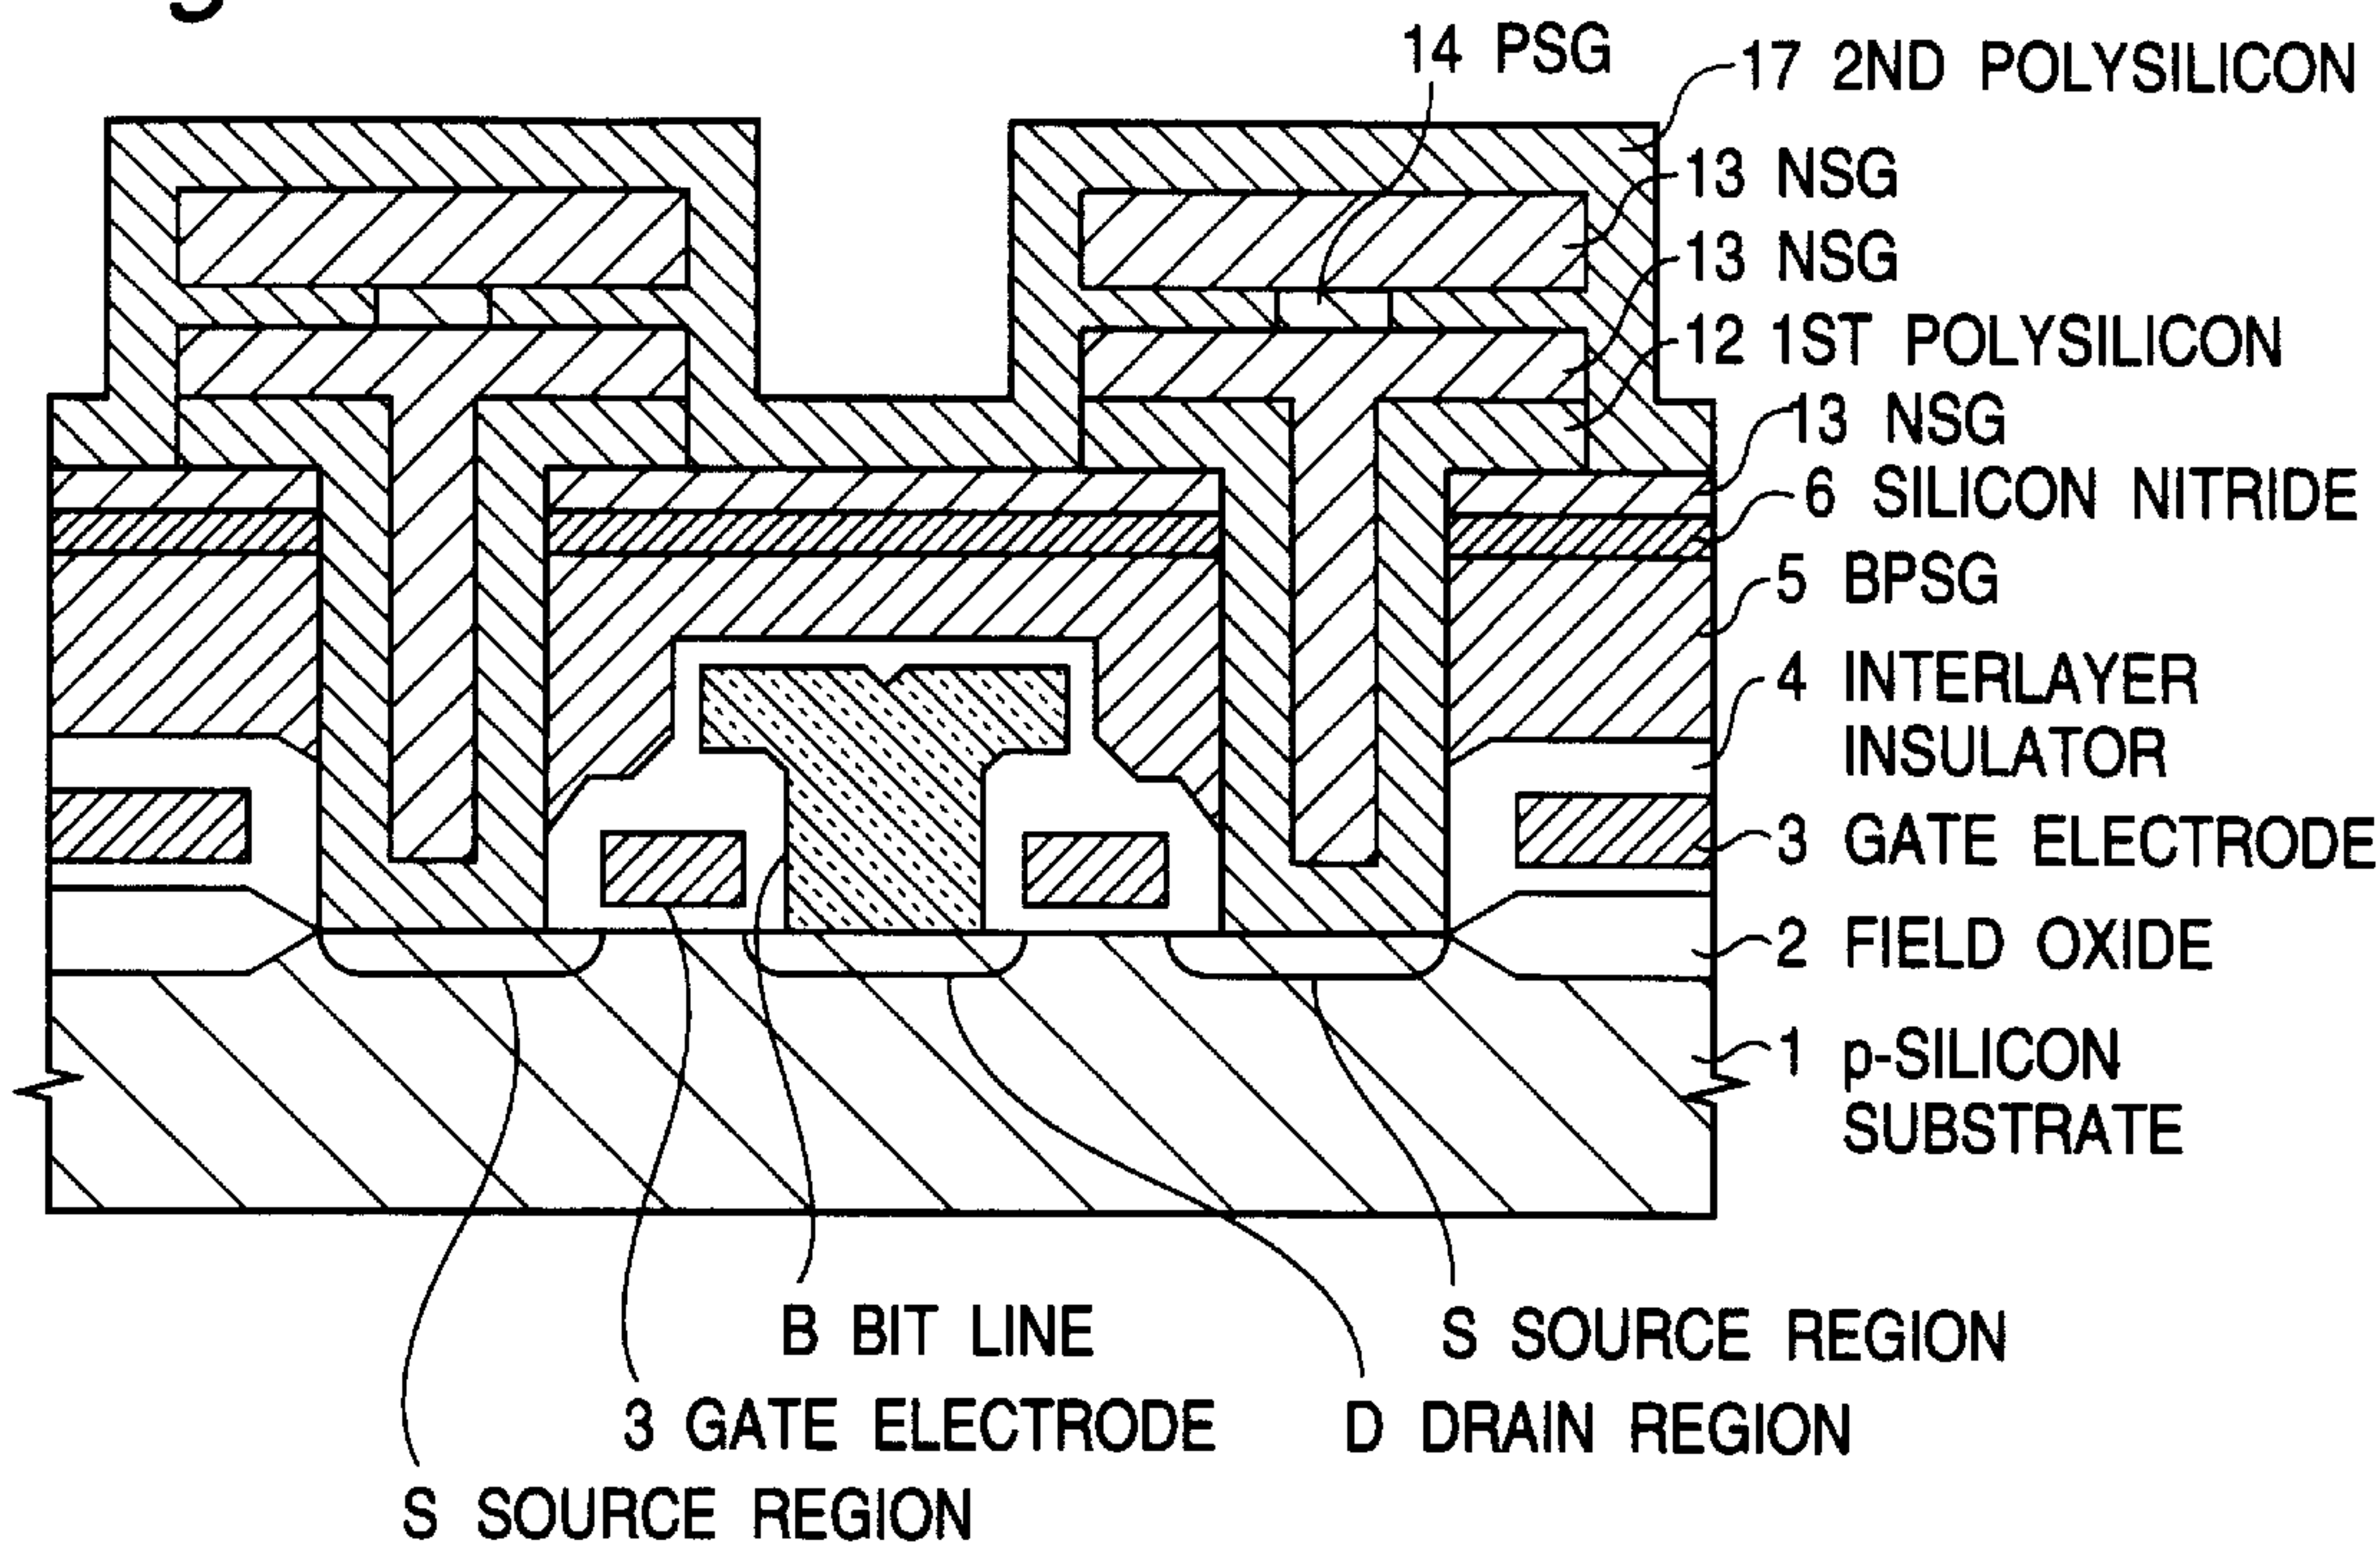 14 PSG
17 2ND POLYSILICON
13 NSG
13 NSG
12 1ST POLYSILICON
13 NSG
6 SILICON NITRIDE
5 BPSG
4 INTERLAYER
INSULATOR
3 GATE ELECTRODE
2 FIELD OXIDE
1 p-SILICON
SUBSTRATE
B BIT LINE
S SOURCE REGION
3 GATE ELECTRODE
D DRAIN REGION
S SOURCE REGION